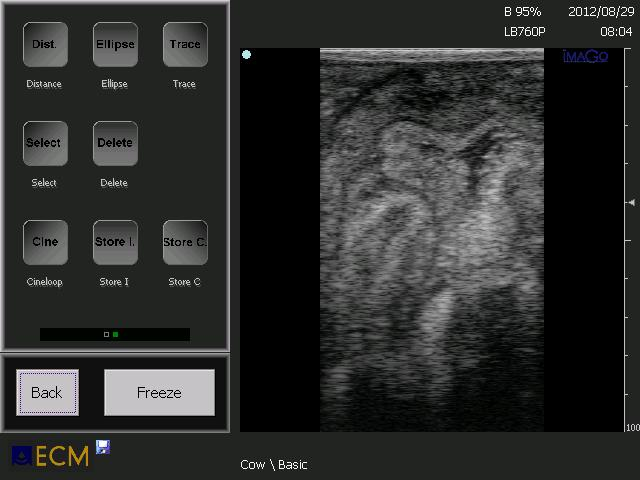 B 95%
2012/08/29
LB760P
08:04
iMAGo
Dist.
Ellipse
Trace
Distance
Ellipse
Trace
Select
Delete
Select
Delete
Cine
Store I.
Store C.
Cineloop
Store I
Store C
Back
Freeze
100
ECM
Cow \ Basic